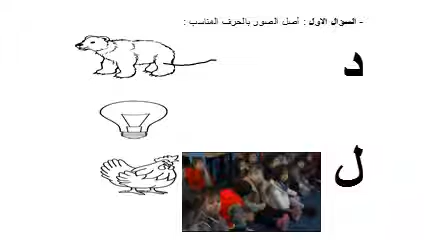 - السؤال الاول : أصل الصور بالحرف المناسب :
د
ل